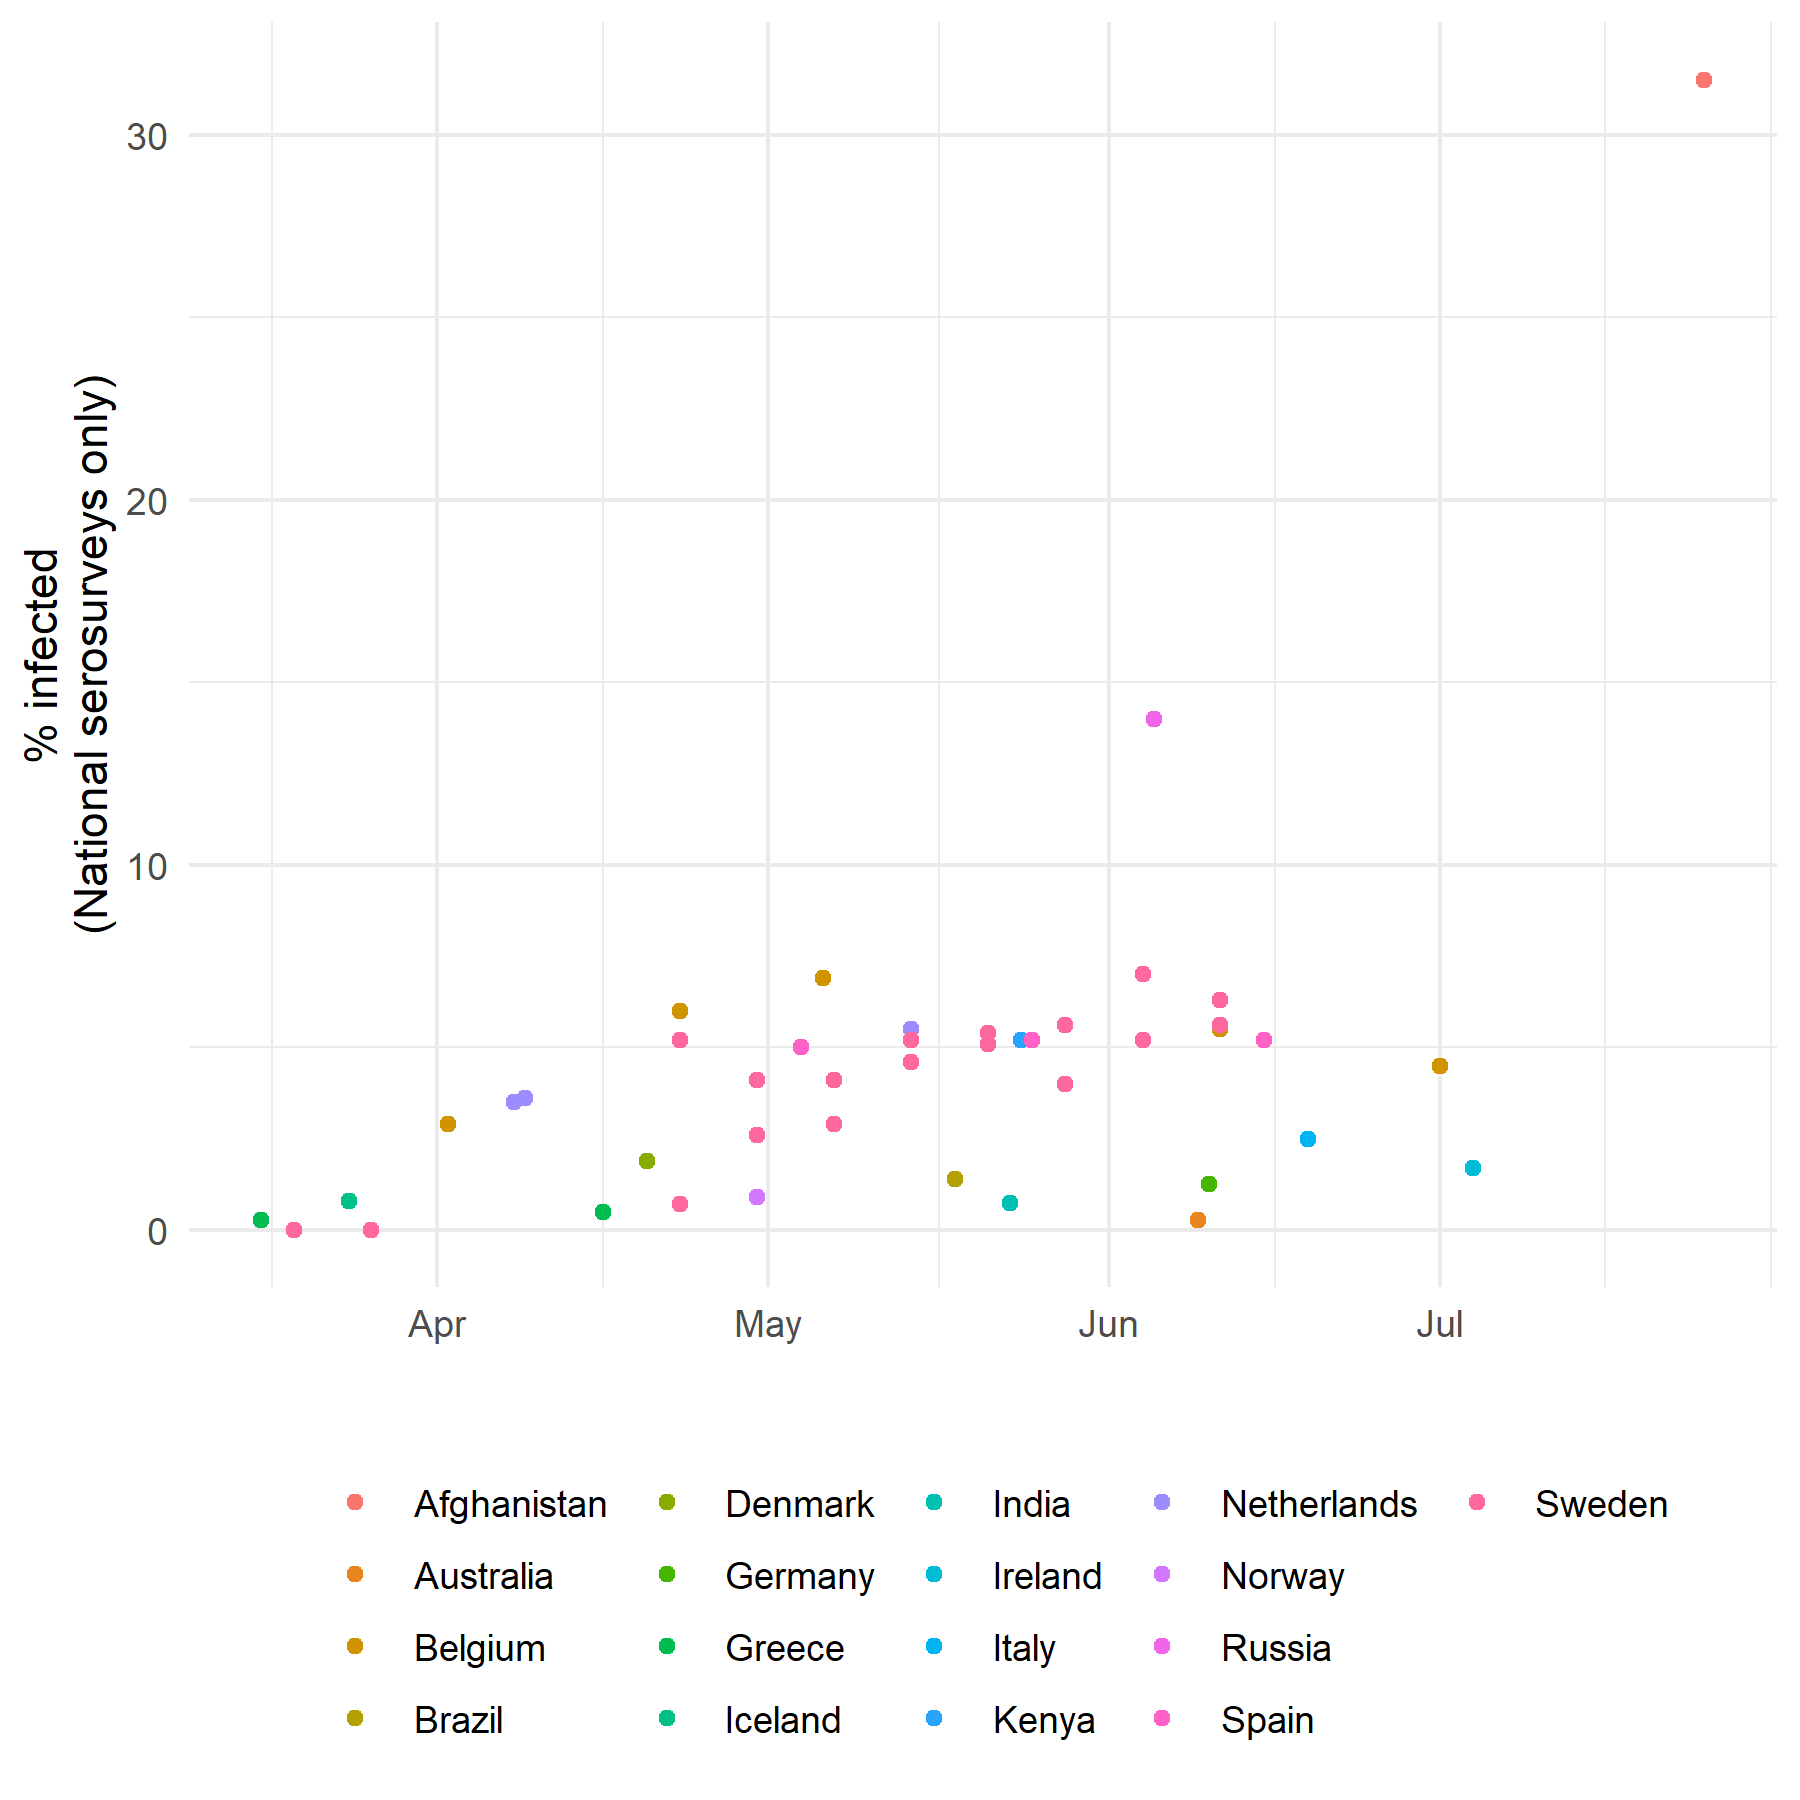 % infected
(National serosurveys only)
30
20
10
0
Apr May Jun Jul
Afghanistan Denmark India Netherlands Sweden
Australia Germany Ireland Norway
Belgium Greece Italy Russia
Brazil Iceland Kenya Spain